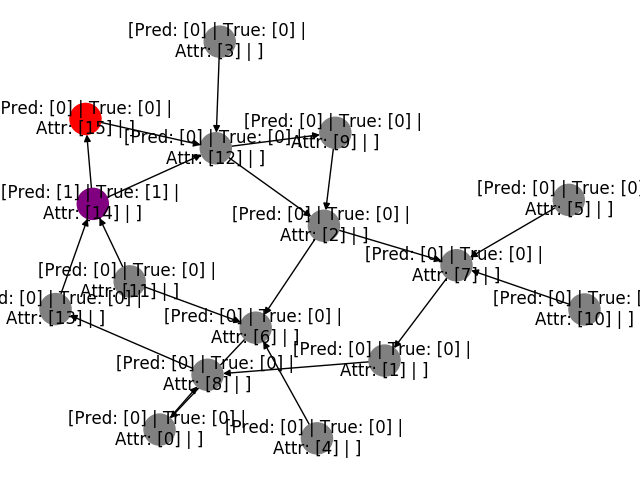 [Pred: [0] | True: [0] |
Attr: [3] | ]
[Pred: [0] | True: [0] |
Attr: [15] | ]
[Pred: [0] | True: [0] |
Attr: [12] | ]
[Pred: [0] | True: [0] |
Attr: [9] | ]
[Pred: [1] | True: [1] |
Attr: [14] | ]
[Pred: [0] | True: [0] |
Attr: [5] | ]
[Pred: [0] | True: [0] |
Attr: [2] | ]
[Pred: [0] | True: [0] |
Attr: [7] | ]
[Pred: [0] | True: [0] |
Attr: [11] | ]
d: [0] | True: [0] |
Attr: [13] | ]
[Pred: [0] | True: [0]
Attr: [10] | ]
[Pred: [0] | True: [0] |
Attr: [6] | ]
[Pred: [0] | True: [0] |
Attr: [1] | ]
[Pred: [0] | True: [0] |
Attr: [8] | ]
[Pred: [0] | True: [0] |
Attr: [0] | ]
[Pred: [0] | True: [0] |
Attr: [4] | ]